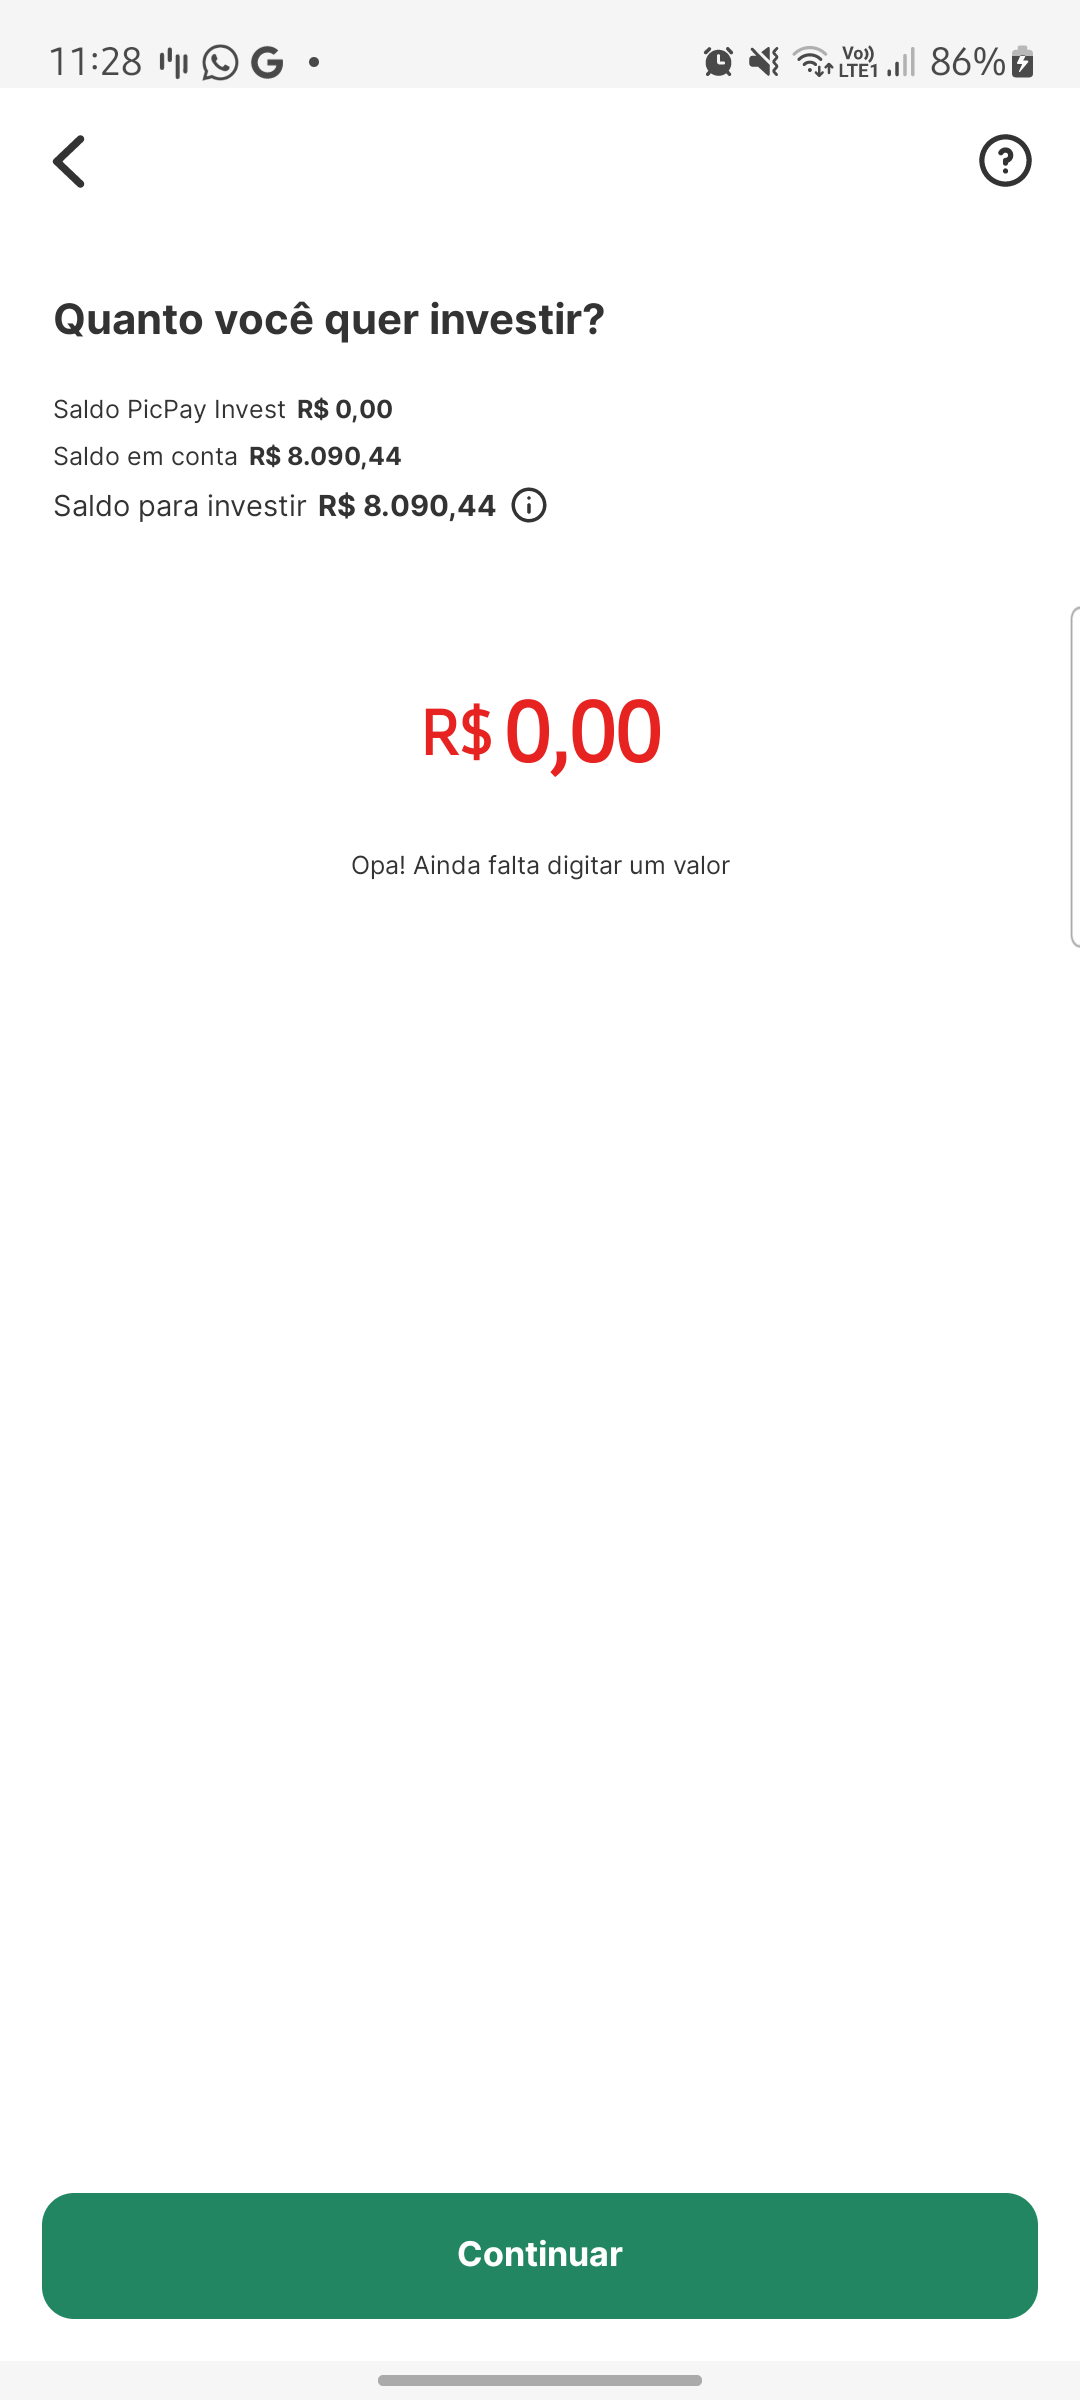 11:28 Vo)) LTE1 86%
Quanto você quer investir?
Saldo PicPay Invest R$ 0,00
Saldo em conta R$ 8.090,44
Saldo para investir R$ 8.090,44
R$ 0,00
Opa! Ainda falta digitar um valor
Continuar